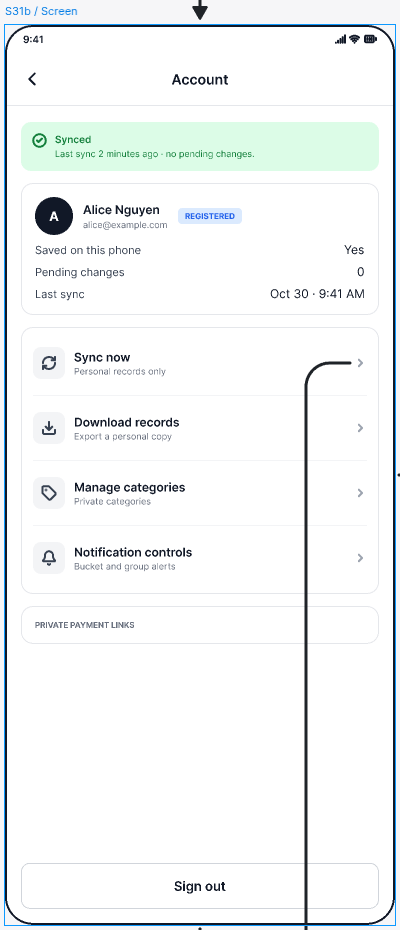 S31b / Screen
9:41
Account
Synced
Last sync 2 minutes ago · no pending changes.
A
Alice Nguyen
REGISTERED
alice@example.com
Saved on this phone Yes
Pending changes 0
Last sync Oct 30 · 9:41 AM
Sync now
Personal records only
Download records
Export a personal copy
Manage categories
Private categories
Notification controls
Bucket and group alerts
PRIVATE PAYMENT LINKS
Sign out